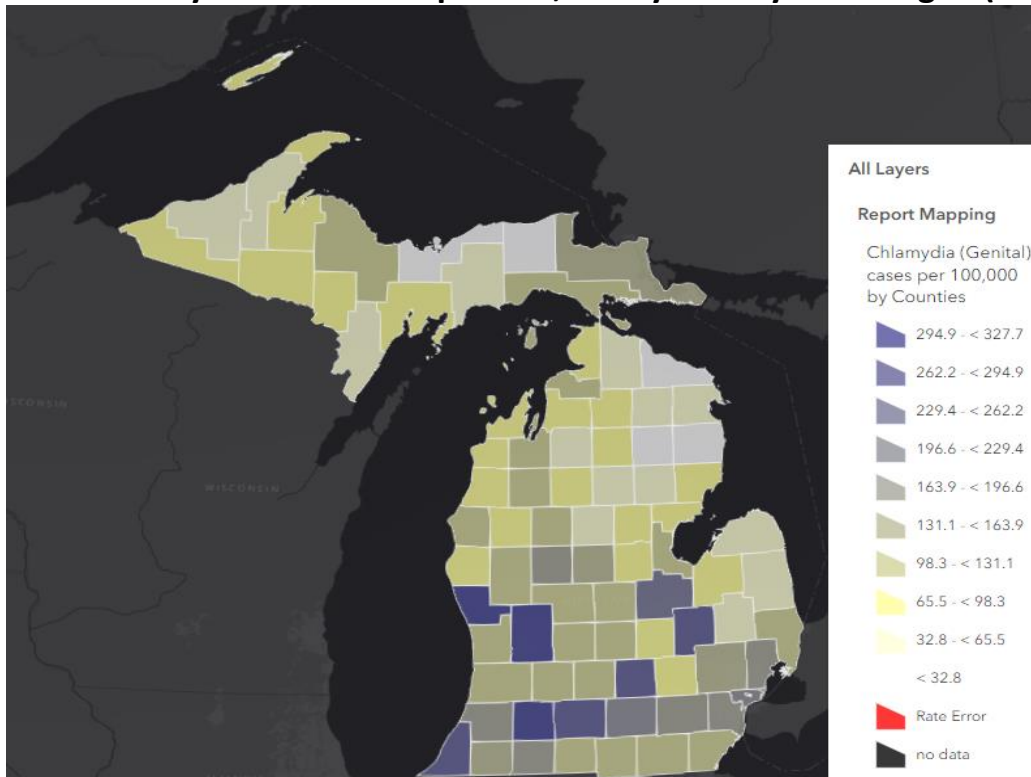 All Layers
Report Mapping
Chlamydia (Genital)
cases per 100,000
by Counties
294.9 - < 327.7
262.2 - < 294.9
229.4 - < 262.2
196.6 - < 229.4
163.9 - < 196.6
131.1 - < 163.9
98.3 - < 131.1
65.5 - < 98.3
32.8 - < 65.5
< 32.8
Rate Error
no data
WISCONSIN